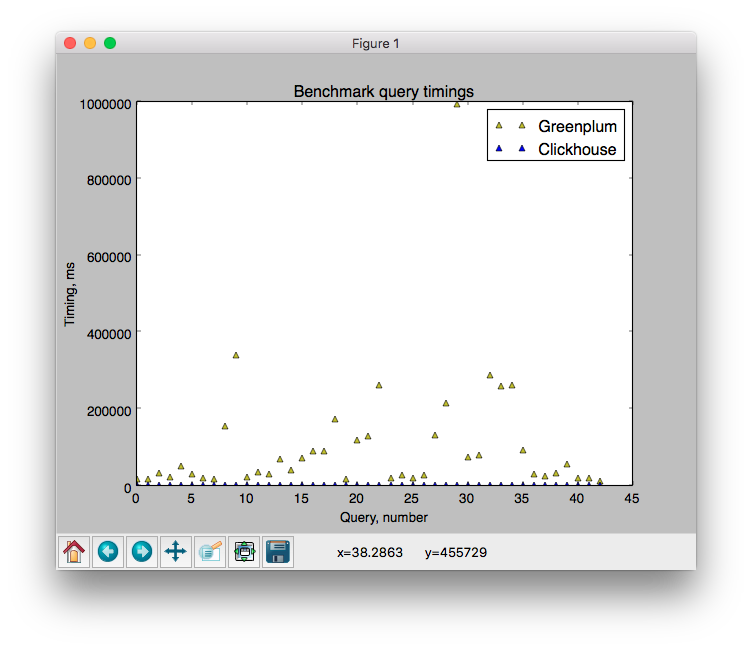 Figure 1
Benchmark query timings
1000000
800000
600000
400000
200000
0
Timing, ms
Greenplum
Clickhouse
0 5 10 15 20 25 30 35 40 45
Query, number
x=38.2863 y=455729